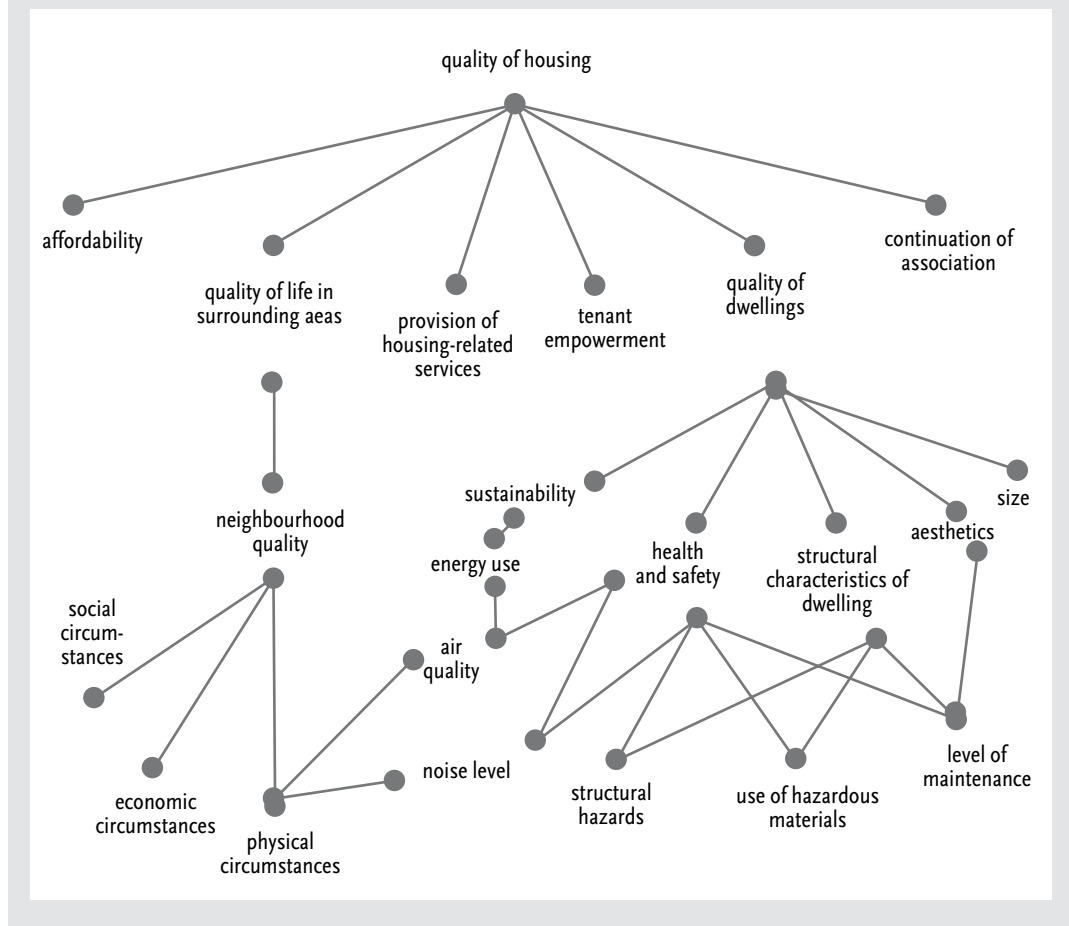 quality of housing
affordability
continuation of
association
quality of life in
surrounding aeas
provision of
housing-related
services
tenant
empowerment
quality of
dwellings
sustainability
size
neighbourhood
quality
energy use
health
and safety
structural
characteristics of
dwelling
aesthetics
social
circum-
stances
air
quality
noise level
level of
maintenance
economic
circumstances
structural
hazards
use of hazardous
materials
physical
circumstances